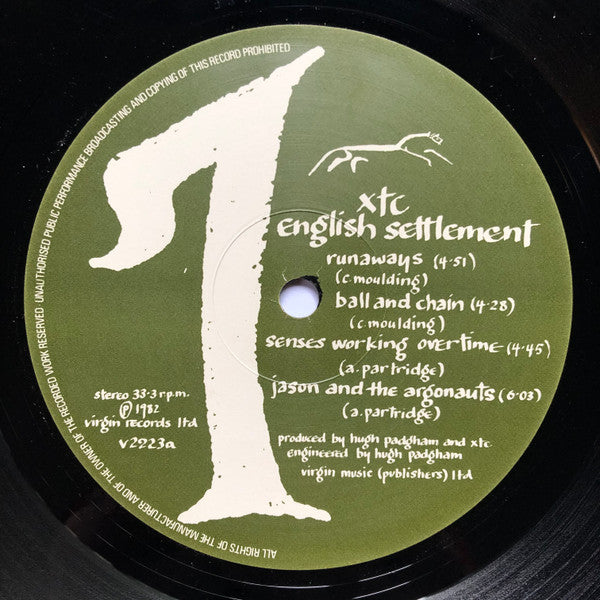 ALL RIGHTS OF THE MANUFACTURER AND OF THE OWNER OF THE RECORDED WORK RESERVED UNAUTHORISED PUBLIC PERFORMANCE BROADCASTING AND COPYING OF THIS RECORD PROHIBITED
1
xtc
english settlement
runaways (4·51)
(c. moulding)
ball and chain (4·28)
(c. moulding)
senses working overtime (4·45)
(a. partridge)
jason and the argonauts (6·03)
(a. partridge)
stereo 33·3 r.p.m.
℗ 1982
virgin records ltd
v2223a
produced by hugh padgham and xtc.
engineered by hugh padgham
virgin music (publishers) ltd